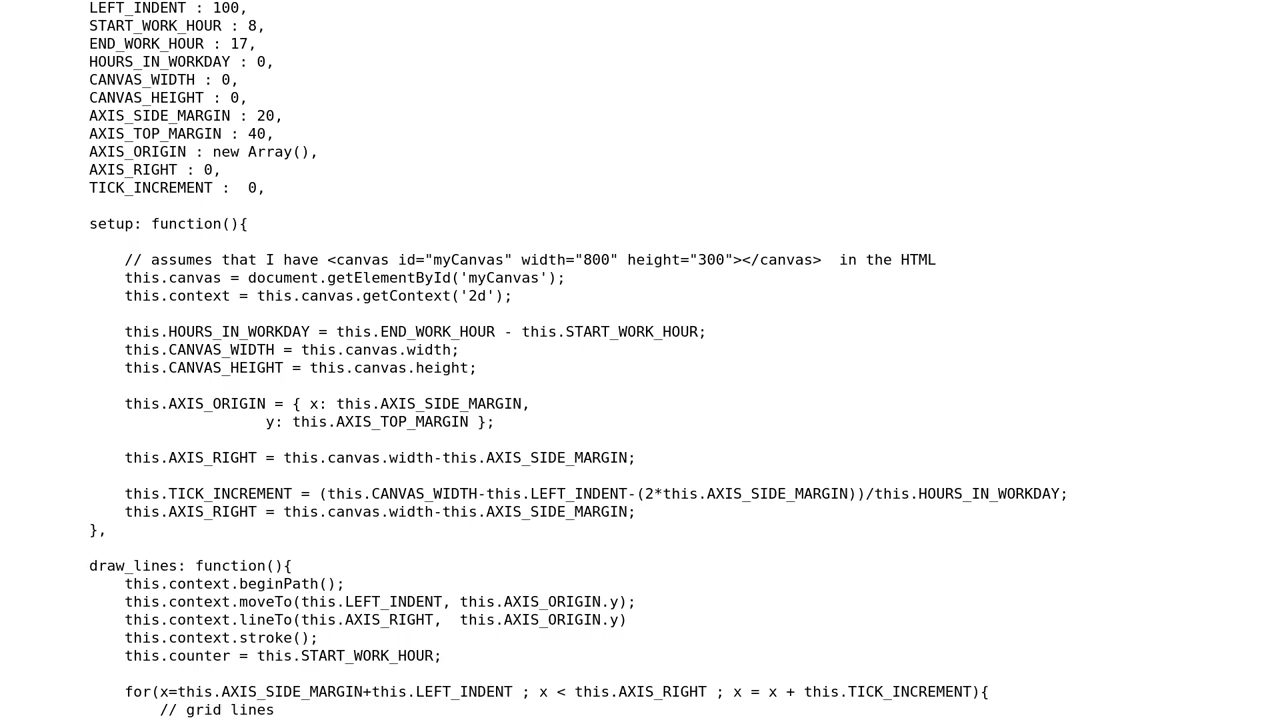 LEFT_INDENT : 100,
START_WORK_HOUR : 8,
END_WORK_HOUR : 17,
HOURS_IN_WORKDAY : 0,
CANVAS_WIDTH : 0,
CANVAS_HEIGHT : 0,
AXIS_SIDE_MARGIN : 20,
AXIS_TOP_MARGIN : 40,
AXIS_ORIGIN : new Array(),
AXIS_RIGHT : 0,
TICK_INCREMENT :  0,

setup: function(){

    // assumes that I have <canvas id="myCanvas" width="800" height="300"></canvas>  in the HTML
    this.canvas = document.getElementById('myCanvas');
    this.context = this.canvas.getContext('2d');

    this.HOURS_IN_WORKDAY = this.END_WORK_HOUR - this.START_WORK_HOUR;
    this.CANVAS_WIDTH = this.canvas.width;
    this.CANVAS_HEIGHT = this.canvas.height;

    this.AXIS_ORIGIN = { x: this.AXIS_SIDE_MARGIN,
                    y: this.AXIS_TOP_MARGIN };

    this.AXIS_RIGHT = this.canvas.width-this.AXIS_SIDE_MARGIN;

    this.TICK_INCREMENT = (this.CANVAS_WIDTH-this.LEFT_INDENT-(2*this.AXIS_SIDE_MARGIN))/this.HOURS_IN_WORKDAY;
    this.AXIS_RIGHT = this.canvas.width-this.AXIS_SIDE_MARGIN;
},

draw_lines: function(){
    this.context.beginPath();
    this.context.moveTo(this.LEFT_INDENT, this.AXIS_ORIGIN.y);
    this.context.lineTo(this.AXIS_RIGHT,  this.AXIS_ORIGIN.y)
    this.context.stroke();
    this.counter = this.START_WORK_HOUR;

    for(x=this.AXIS_SIDE_MARGIN+this.LEFT_INDENT ; x < this.AXIS_RIGHT ; x = x + this.TICK_INCREMENT){
        // grid lines